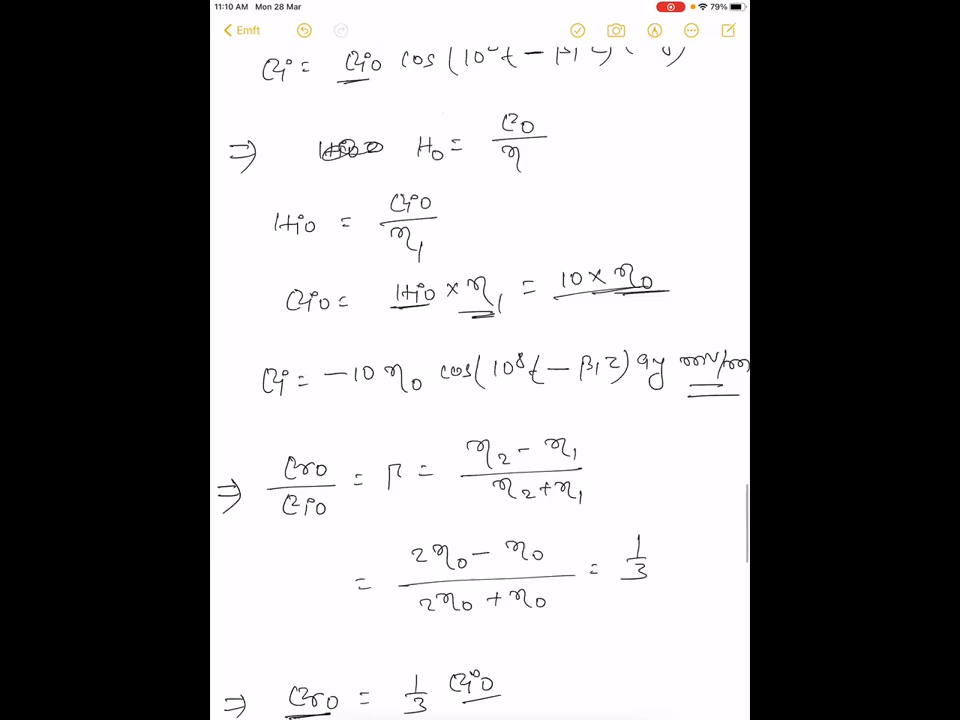 11:10 AM Mon 28 Mar 79%
Emft
Ei = Eio cos(10⁸t − β1z) (
⇒ H0 = E0 / η
Hio = Eio / η1
Eio = Hio × η1 = 10 × η0
Ei = −10 η0 cos(10⁸t − β1z) ay mV/m
⇒ Ero / Eio = Γ = η2 − η1 / η2 + η1
= 2η0 − η0 / 2η0 + η0 = 1/3
⇒ Ero = 1/3 Eio